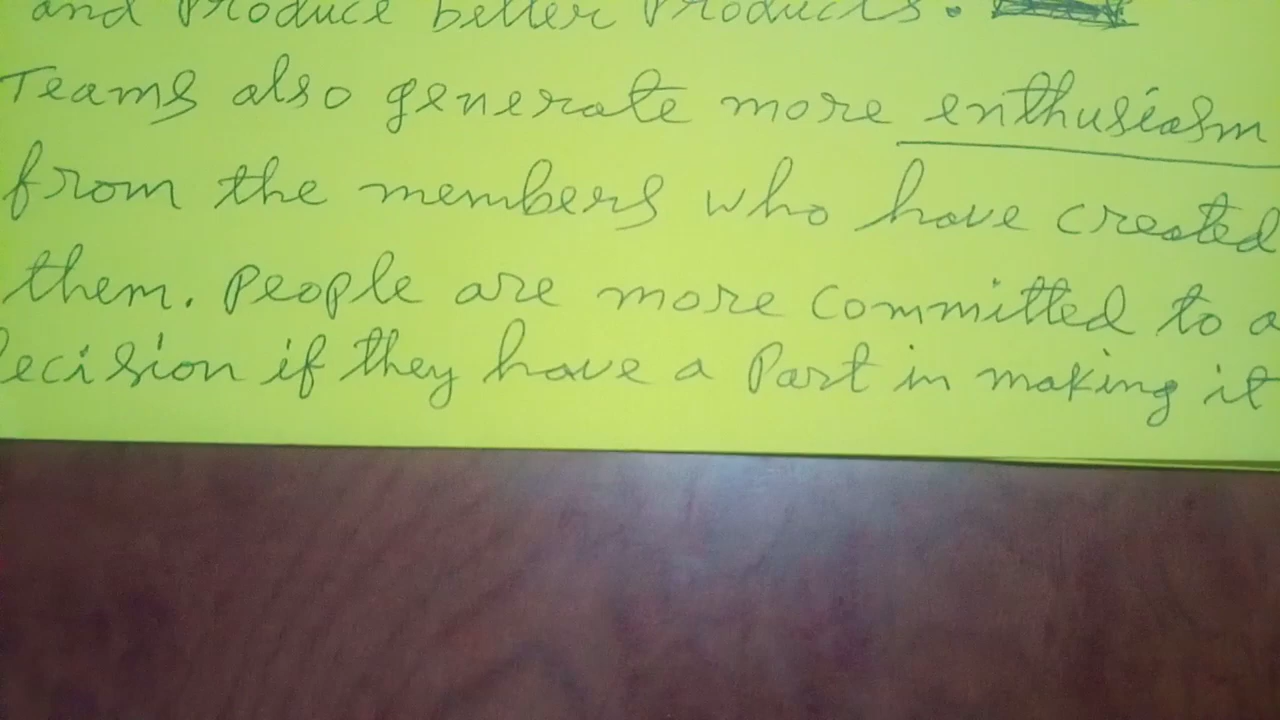 and Produce better Products.
Teams also generate more enthusiasm
from the members who have created
them. People are more committed to a
ecision if they have a Part in making it